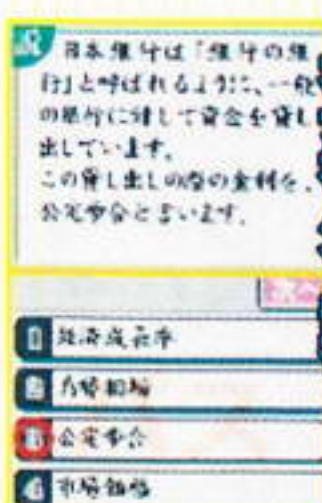 日本銀行は「銀行の銀
行」と呼ばれるように、一般
の銀行に対して資金を貸し
出しています。
この貸し出しの際の金利を、
公定歩合と言います。
経済成長率
為替相場
公定歩合
4 市場価格